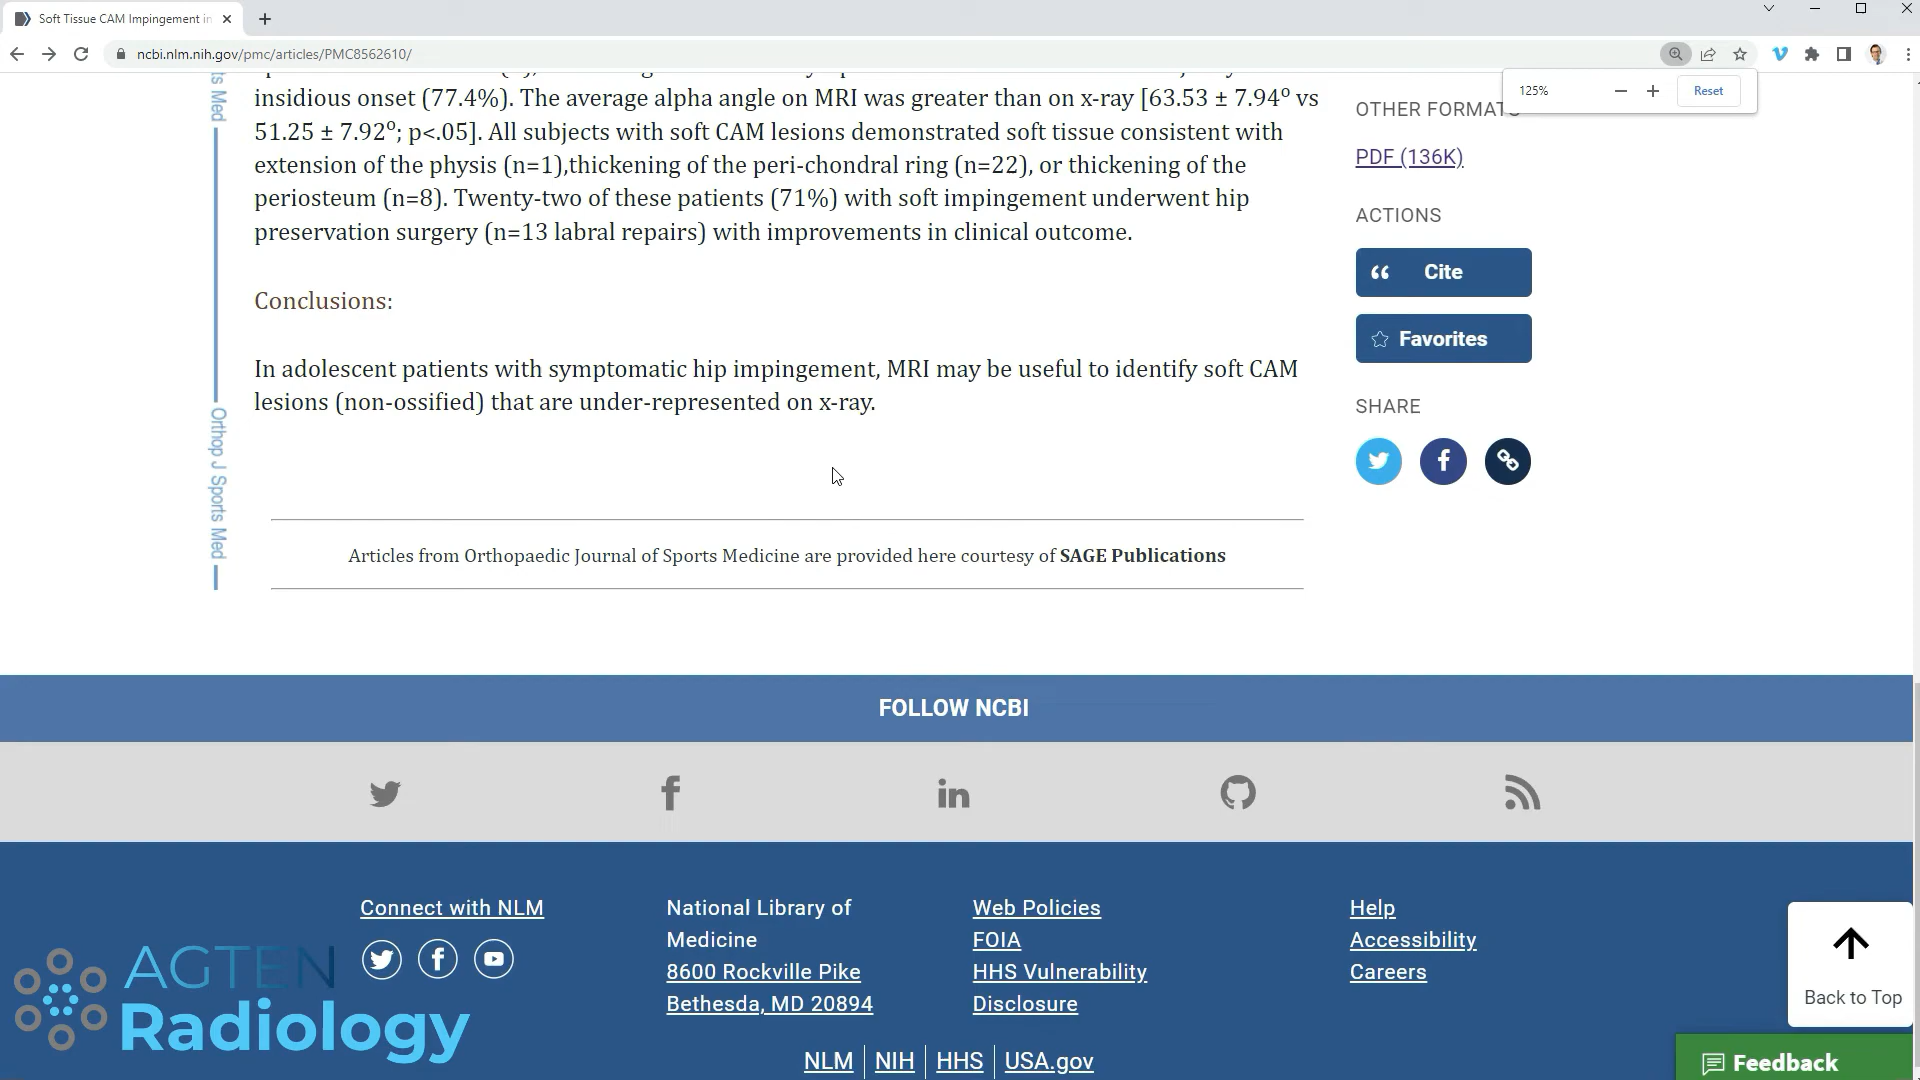 Soft Tissue CAM Impingement in
ncbi.nlm.nih.gov/pmc/articles/PMC8562610/
125%
Reset
insidious onset (77.4%). The average alpha angle on MRI was greater than on x-ray [63.53 ± 7.94º vs
51.25 ± 7.92º; p<.05]. All subjects with soft CAM lesions demonstrated soft tissue consistent with
extension of the physis (n=1),thickening of the peri-chondral ring (n=22), or thickening of the
periosteum (n=8). Twenty-two of these patients (71%) with soft impingement underwent hip
preservation surgery (n=13 labral repairs) with improvements in clinical outcome.
Conclusions:
In adolescent patients with symptomatic hip impingement, MRI may be useful to identify soft CAM
lesions (non-ossified) that are under-represented on x-ray.
ts Med
Orthop J Sports Med
Articles from Orthopaedic Journal of Sports Medicine are provided here courtesy of SAGE Publications
OTHER FORMATS
PDF (136K)
ACTIONS
Cite
Favorites
SHARE
FOLLOW NCBI
Connect with NLM
National Library of
Medicine
8600 Rockville Pike
Bethesda, MD 20894
Web Policies
FOIA
HHS Vulnerability
Disclosure
Help
Accessibility
Careers
NLM
NIH
HHS
USA.gov
Back to Top
Feedback
AGTEN
Radiology